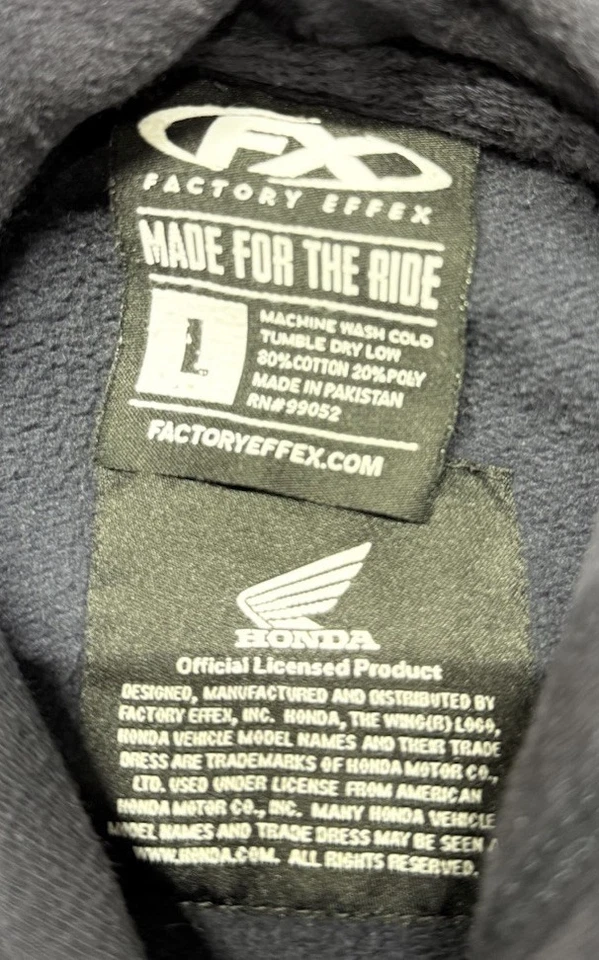 FX
FACTORY EFFEX
MADE FOR THE RIDE
L
MACHINE WASH COLD
TUMBLE DRY LOW
80% COTTON 20% POLY
MADE IN PAKISTAN
RN# 99052
FACTORYEFFEX.COM
HONDA
Official Licensed Product
DESIGNED, MANUFACTURED AND DISTRIBUTED BY
FACTORY EFFEX, INC. HONDA, THE WING(R) LOGO,
HONDA VEHICLE MODEL NAMES AND THEIR TRADE
DRESS ARE TRADEMARKS OF HONDA MOTOR CO.,
LTD. USED UNDER LICENSE FROM AMERICAN
HONDA MOTOR CO., INC. MANY HONDA VEHICLE
MODEL NAMES AND TRADE DRESS MAY BE SEEN
WWW.HONDA.COM. ALL RIGHTS RESERVED.